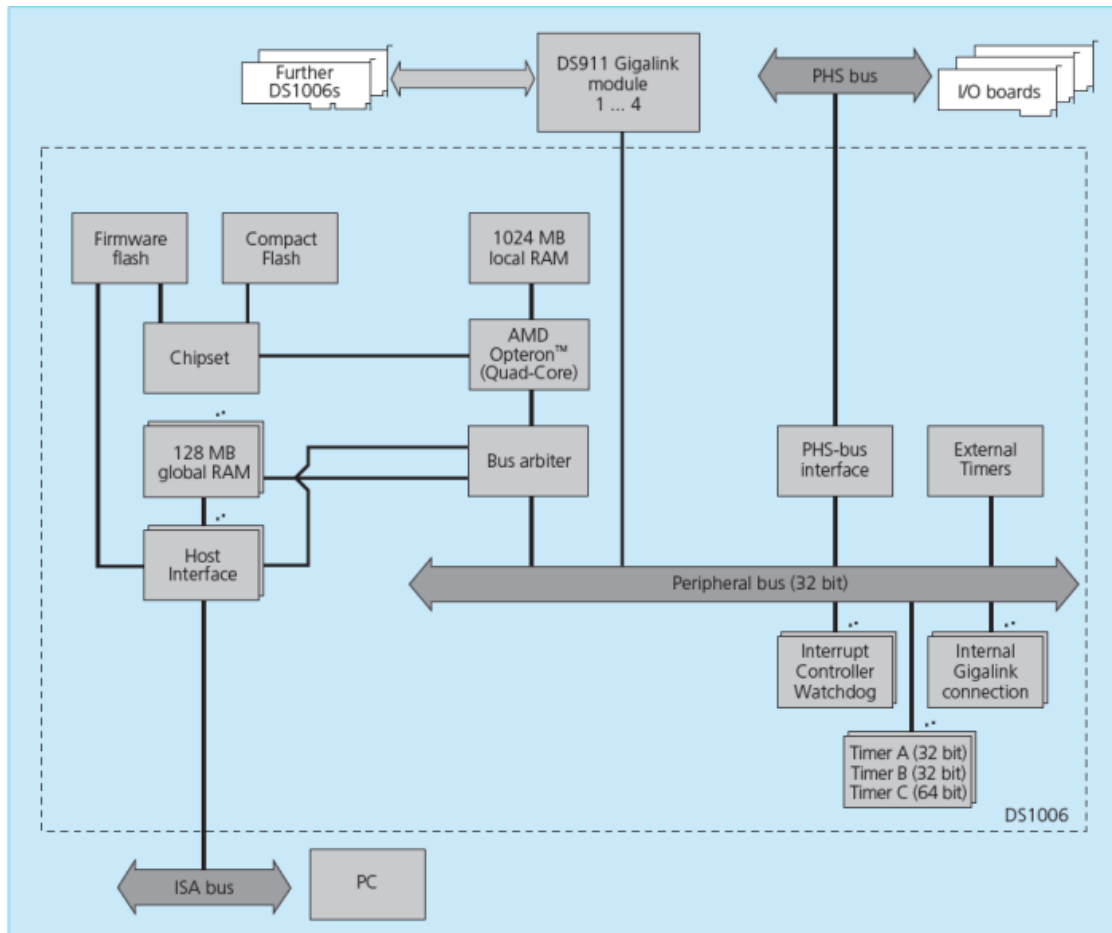 Further
DS1006s
DS911 Gigalink
module
1 ... 4
PHS bus
I/O boards
Firmware
flash
Compact
Flash
1024 MB
local RAM
Chipset
AMD
Opteron™
(Quad-Core)
128 MB
global RAM
Bus arbiter
PHS-bus
interface
External
Timers
Host
Interface
Peripheral bus (32 bit)
Interrupt
Controller
Watchdog
Internal
Gigalink
connection
Timer A (32 bit)
Timer B (32 bit)
Timer C (64 bit)
DS1006
ISA bus
PC